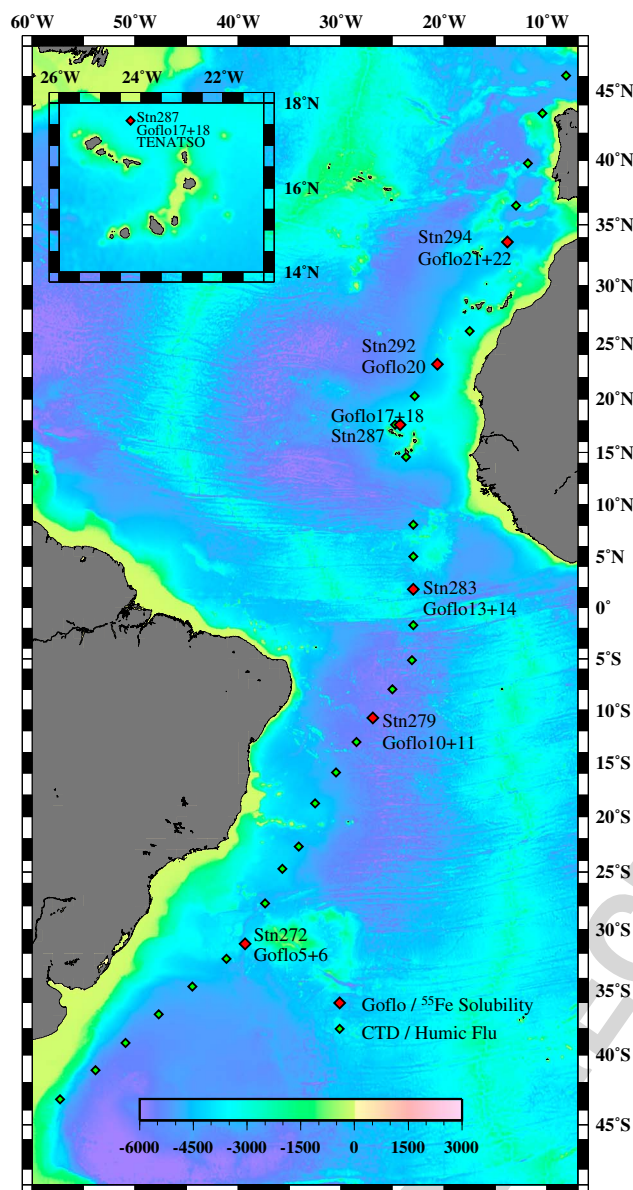 60°W 50°W 40°W 30°W 20°W 10°W
26°W 24°W 22°W
18°N
16°N
14°N
Stn287
Goflo17+18
TENATSO
45°N
40°N
35°N
30°N
25°N
20°N
15°N
10°N
5°N
0°
5°S
10°S
15°S
20°S
25°S
30°S
35°S
40°S
45°S
Stn294
Goflo21+22
Stn292
Goflo20
Goflo17+18
Stn287
Stn283
Goflo13+14
Stn279
Goflo10+11
Stn272
Goflo5+6
Goflo / ⁵⁵Fe Solubility
CTD / Humic Flu
-6000 -4500 -3000 -1500 0 1500 3000